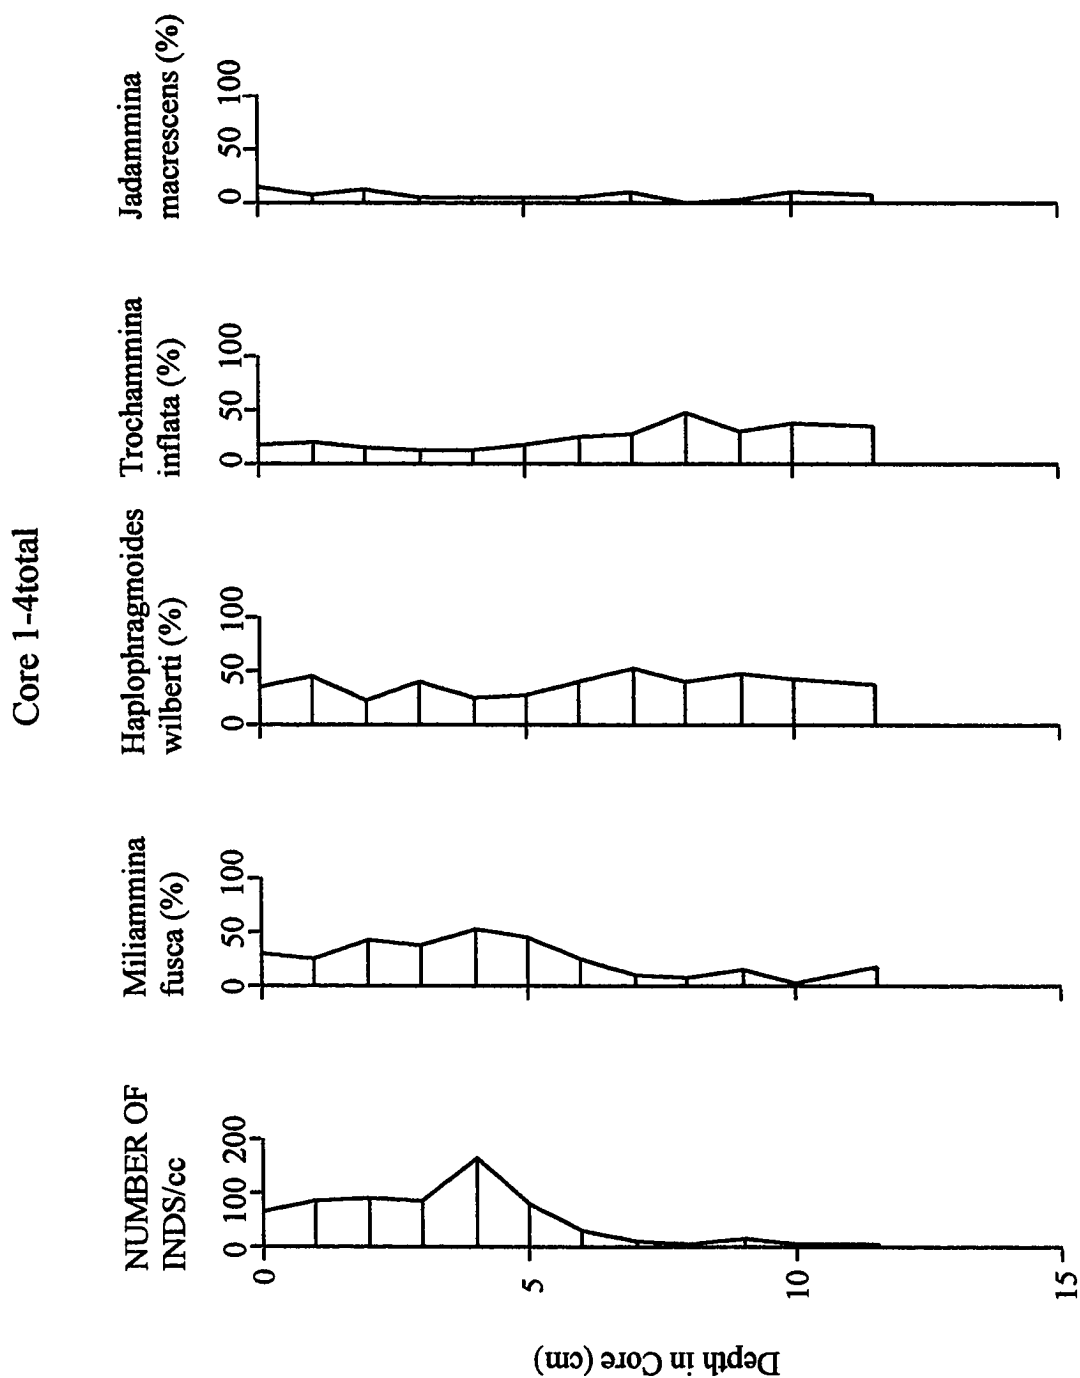 Core 1-4total
NUMBER OF
INDS/cc
Miliammina
fusca (%)
Haplophragmoides
wilberti (%)
Trochammina
inflata (%)
Jadammina
macrescens (%)
0 100 200
0 50 100
0 50 100
0 50 100
0 50 100
0
5
10
15
Depth in Core (cm)